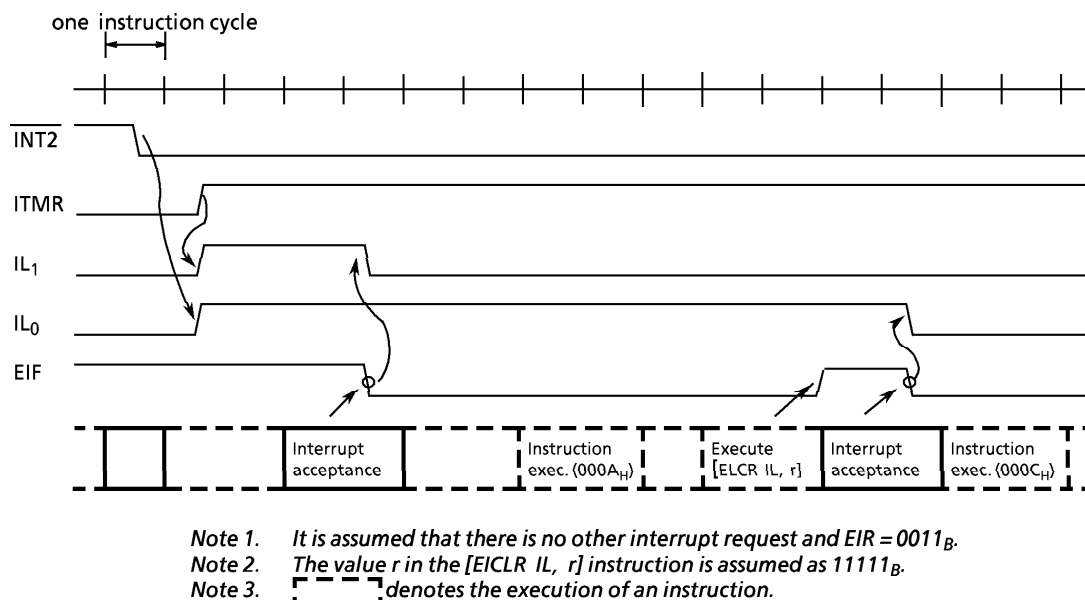 one instruction cycle
INT2
ITMR
IL1
IL0
EIF
Interrupt
acceptance
Instruction
exec. (000AH)
Execute
[ELCR IL, r]
Interrupt
acceptance
Instruction
exec. (000CH)
Note 1. It is assumed that there is no other interrupt request and EIR = 0011B.
Note 2. The value r in the [EICLR IL, r] instruction is assumed as 11111B.
Note 3. denotes the execution of an instruction.